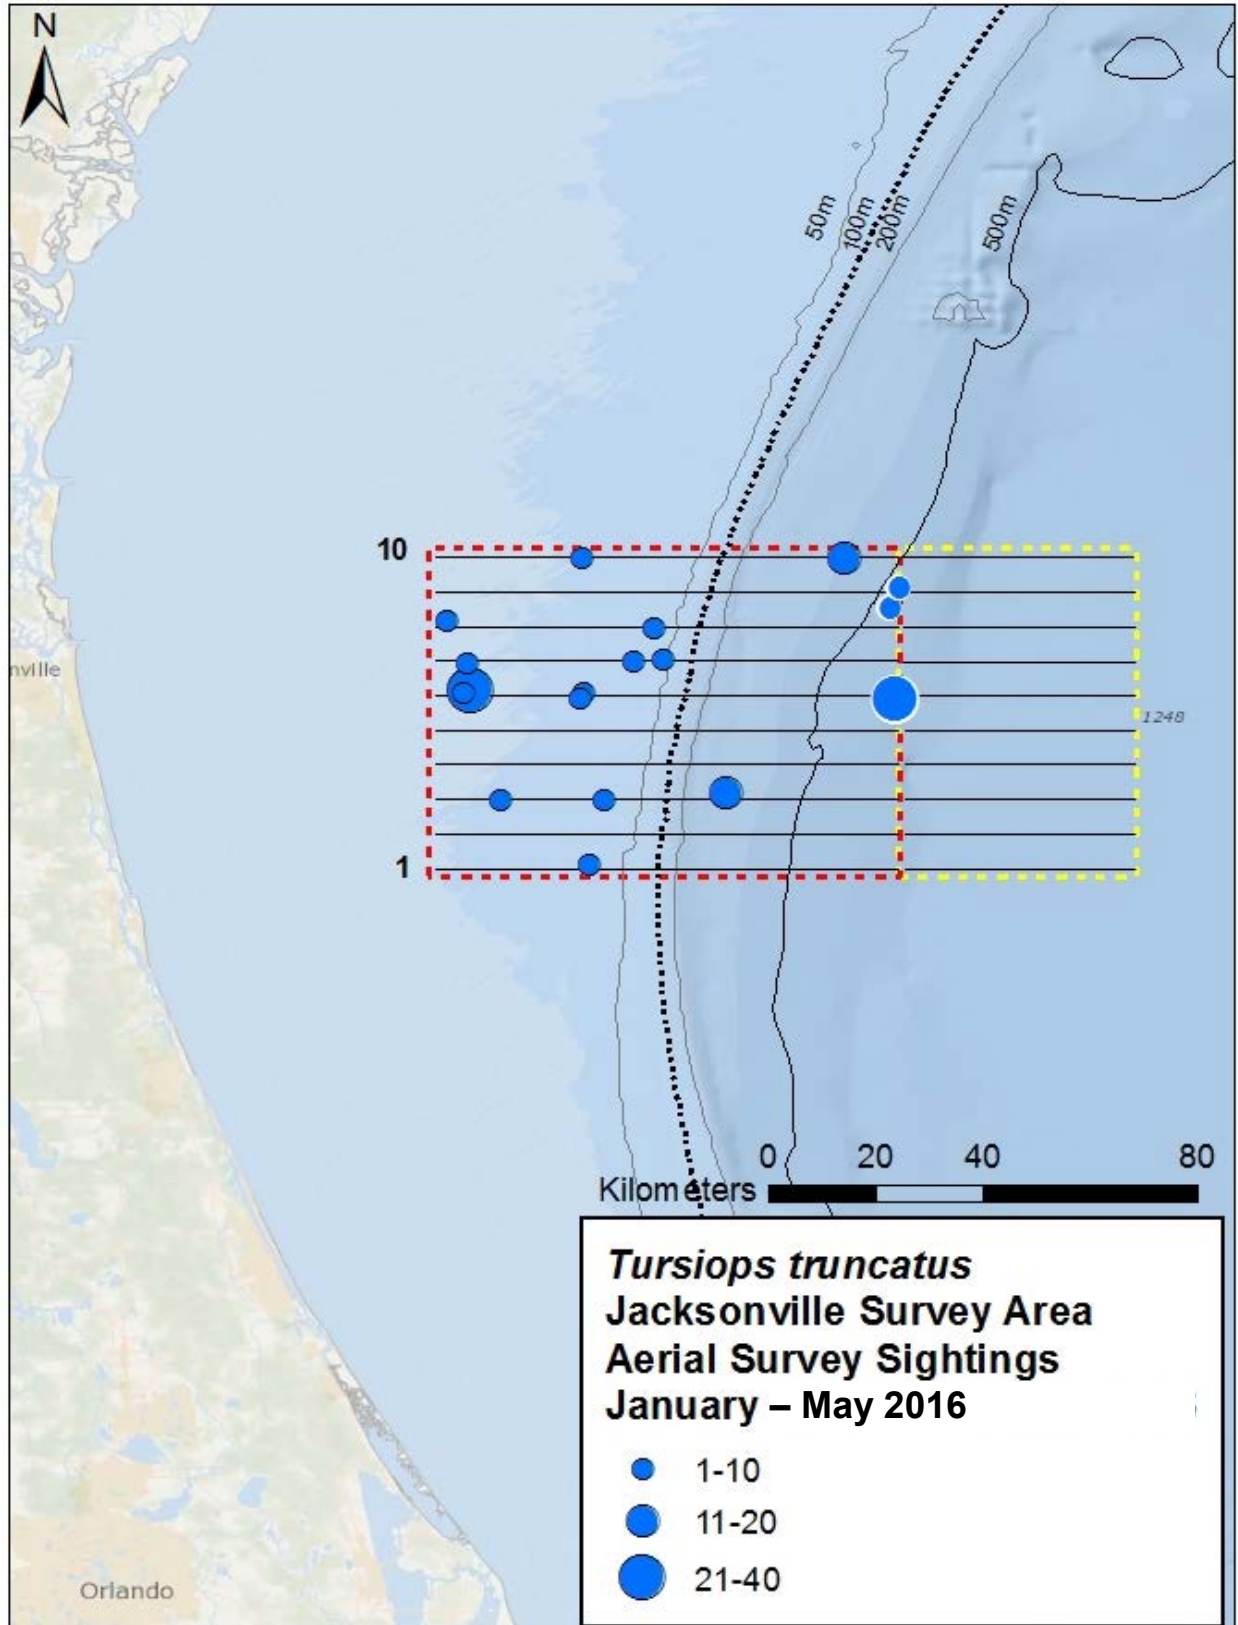 N
50m
100m
200m
500m
10
nville
1248
1
0 20 40 80
Kilometers
Tursiops truncatus
Jacksonville Survey Area
Aerial Survey Sightings
January – May 2016
1-10
11-20
21-40
Orlando